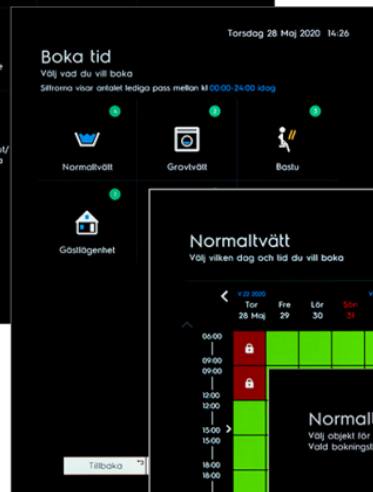 Torsdag 28 Maj 2020 14:26
Boka tid
Välj vad du vill boka
Siffrorna visar antalet lediga pass mellan kl 00:00-24:00 idag
4
2
3
Normaltvätt
Grovtvätt
Bastu
1
Gästlägenhet
Tillbaka
Normaltvätt
Välj vilken dag och tid du vill boka
V.22 2020
Tor Fre Lör Sön
28 Maj 29 30 31
06:00
09:00
09:00
12:00
12:00
15:00
15:00
18:00
18:00
Normalt
Välj objekt för
Vald bokningst